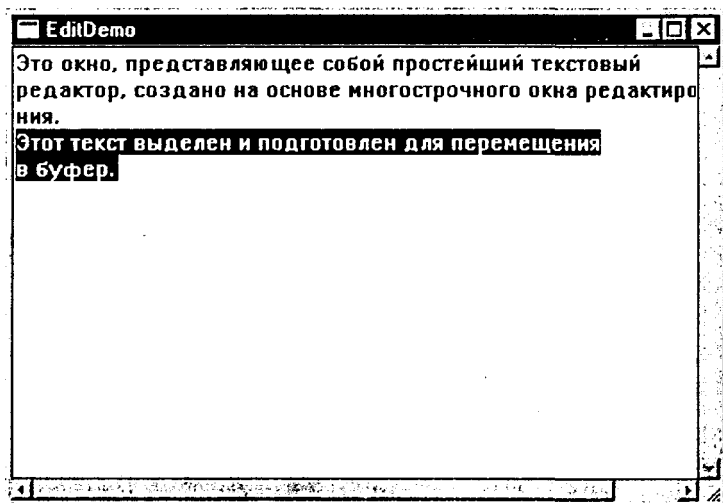 EditDemo
Это окно, представляющее собой простейший текстовый
редактор, создано на основе многострочного окна редактиро
ния.
Этот текст выделен и подготовлен для перемещения
в буфер.